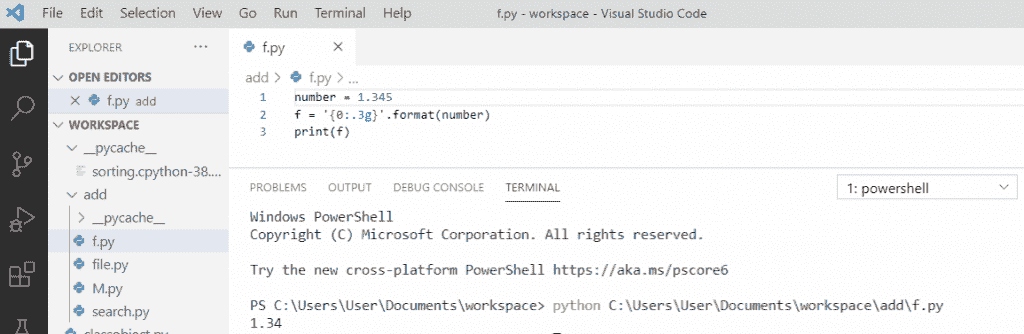 File Edit Selection View Go Run Terminal Help f.py - workspace - Visual Studio Code
EXPLORER ...
OPEN EDITORS
f.py add
WORKSPACE
__pycache__
sorting.cpython-38....
add
__pycache__
f.py
file.py
M.py
search.py
f.py
add > f.py > ...
1 number = 1.345
2 f = '{0:.3g}'.format(number)
3 print(f)
PROBLEMS OUTPUT DEBUG CONSOLE TERMINAL 1: powershell
Windows PowerShell
Copyright (C) Microsoft Corporation. All rights reserved.
Try the new cross-platform PowerShell https://aka.ms/pscore6
PS C:\Users\User\Documents\workspace> python C:\Users\User\Documents\workspace\add\f.py
1.34